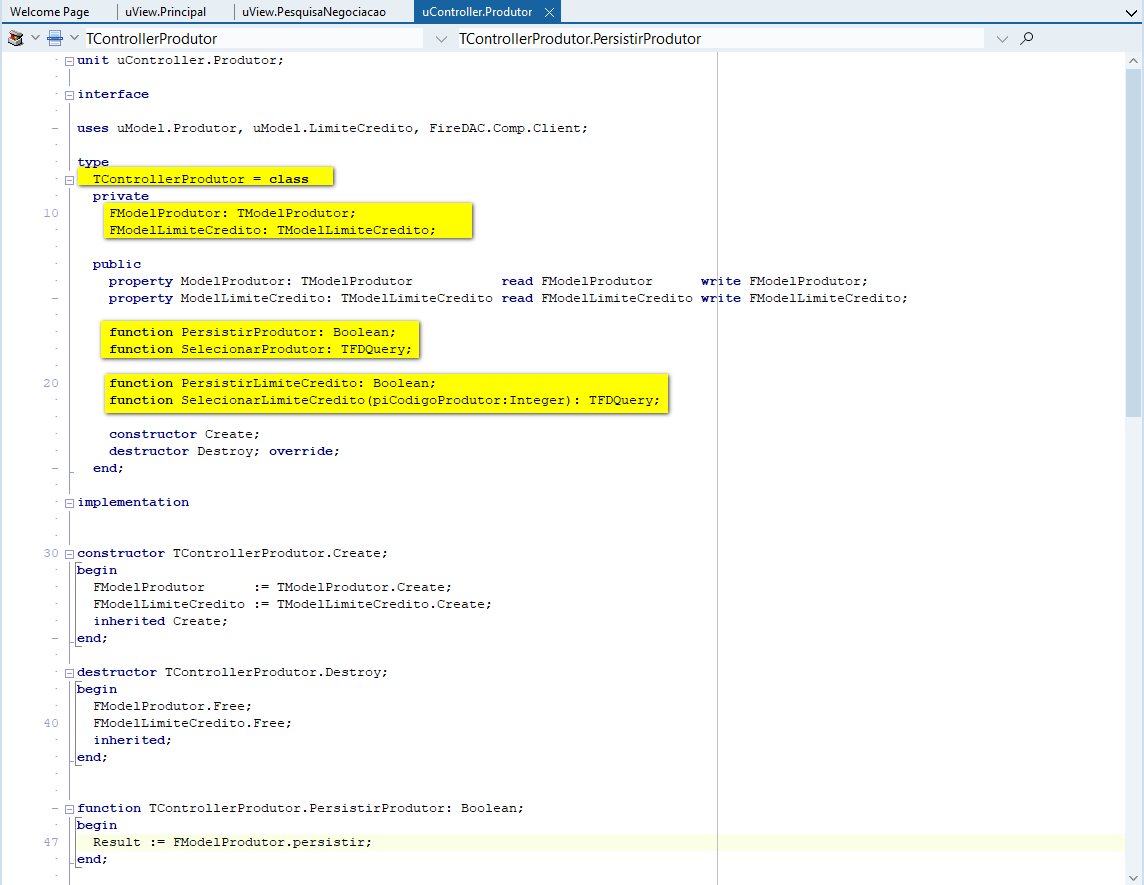 Welcome Page uView.Principal uView.PesquisaNegociacao uController.Produtor
TControllerProdutor TControllerProdutor.PersistirProdutor
unit uController.Produtor;
interface
uses uModel.Produtor, uModel.LimiteCredito, FireDAC.Comp.Client;
type
TControllerProdutor = class
private
10 FModelProdutor: TModelProdutor;
FModelLimiteCredito: TModelLimiteCredito;
public
property ModelProdutor: TModelProdutor read FModelProdutor write FModelProdutor;
property ModelLimiteCredito: TModelLimiteCredito read FModelLimiteCredito write FModelLimiteCredito;
function PersistirProdutor: Boolean;
function SelecionarProdutor: TFDQuery;
20 function PersistirLimiteCredito: Boolean;
function SelecionarLimiteCredito(piCodigoProdutor:Integer): TFDQuery;
constructor Create;
destructor Destroy; override;
end;
implementation
30 constructor TControllerProdutor.Create;
begin
FModelProdutor := TModelProdutor.Create;
FModelLimiteCredito := TModelLimiteCredito.Create;
inherited Create;
end;
destructor TControllerProdutor.Destroy;
begin
FModelProdutor.Free;
40 FModelLimiteCredito.Free;
inherited;
end;
function TControllerProdutor.PersistirProdutor: Boolean;
begin
47 Result := FModelProdutor.persistir;
end;